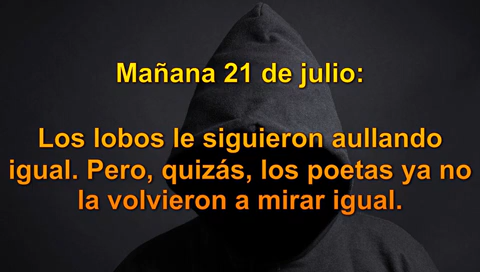 Mañana 21 de julio:
Los lobos le siguieron aullando
igual. Pero, quizás, los poetas ya no
la volvieron a mirar igual.